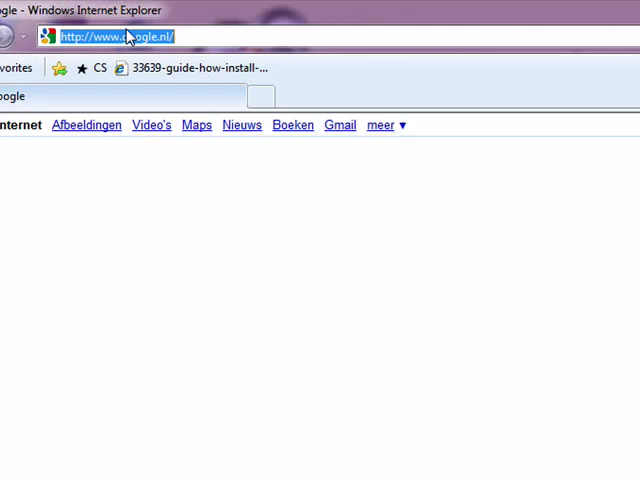 ogle - Windows Internet Explorer
http://www.google.nl/
vorites CS 33639-guide-how-install-...
oogle
nternet Afbeeldingen Video's Maps Nieuws Boeken Gmail meer ▼